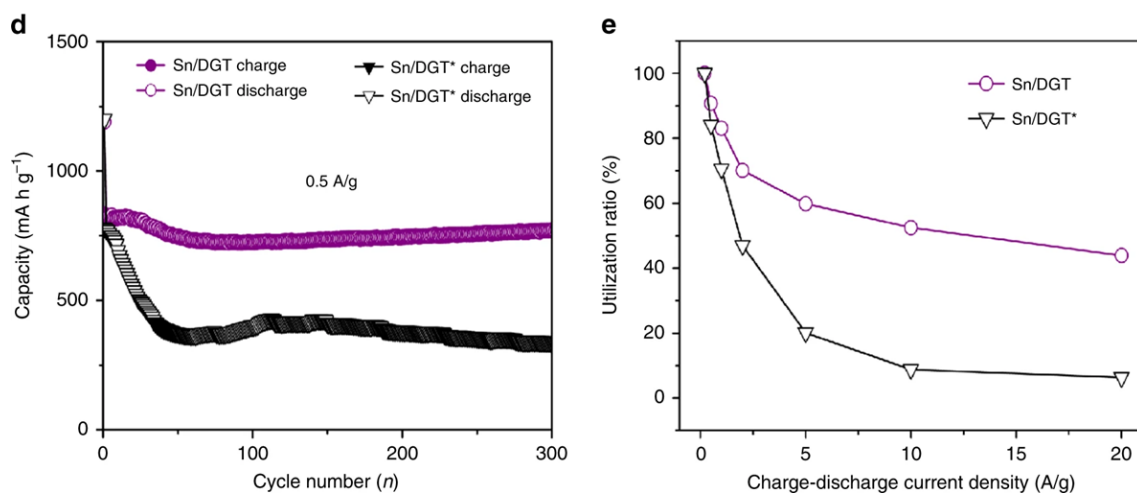 d
1500
1000
500
0
0
100
200
300
Capacity (mA h g⁻¹)
Cycle number (n)
Sn/DGT charge
Sn/DGT discharge
Sn/DGT* charge
Sn/DGT* discharge
0.5 A/g
e
100
80
60
40
20
0
0
5
10
15
20
Utilization ratio (%)
Charge-discharge current density (A/g)
Sn/DGT
Sn/DGT*